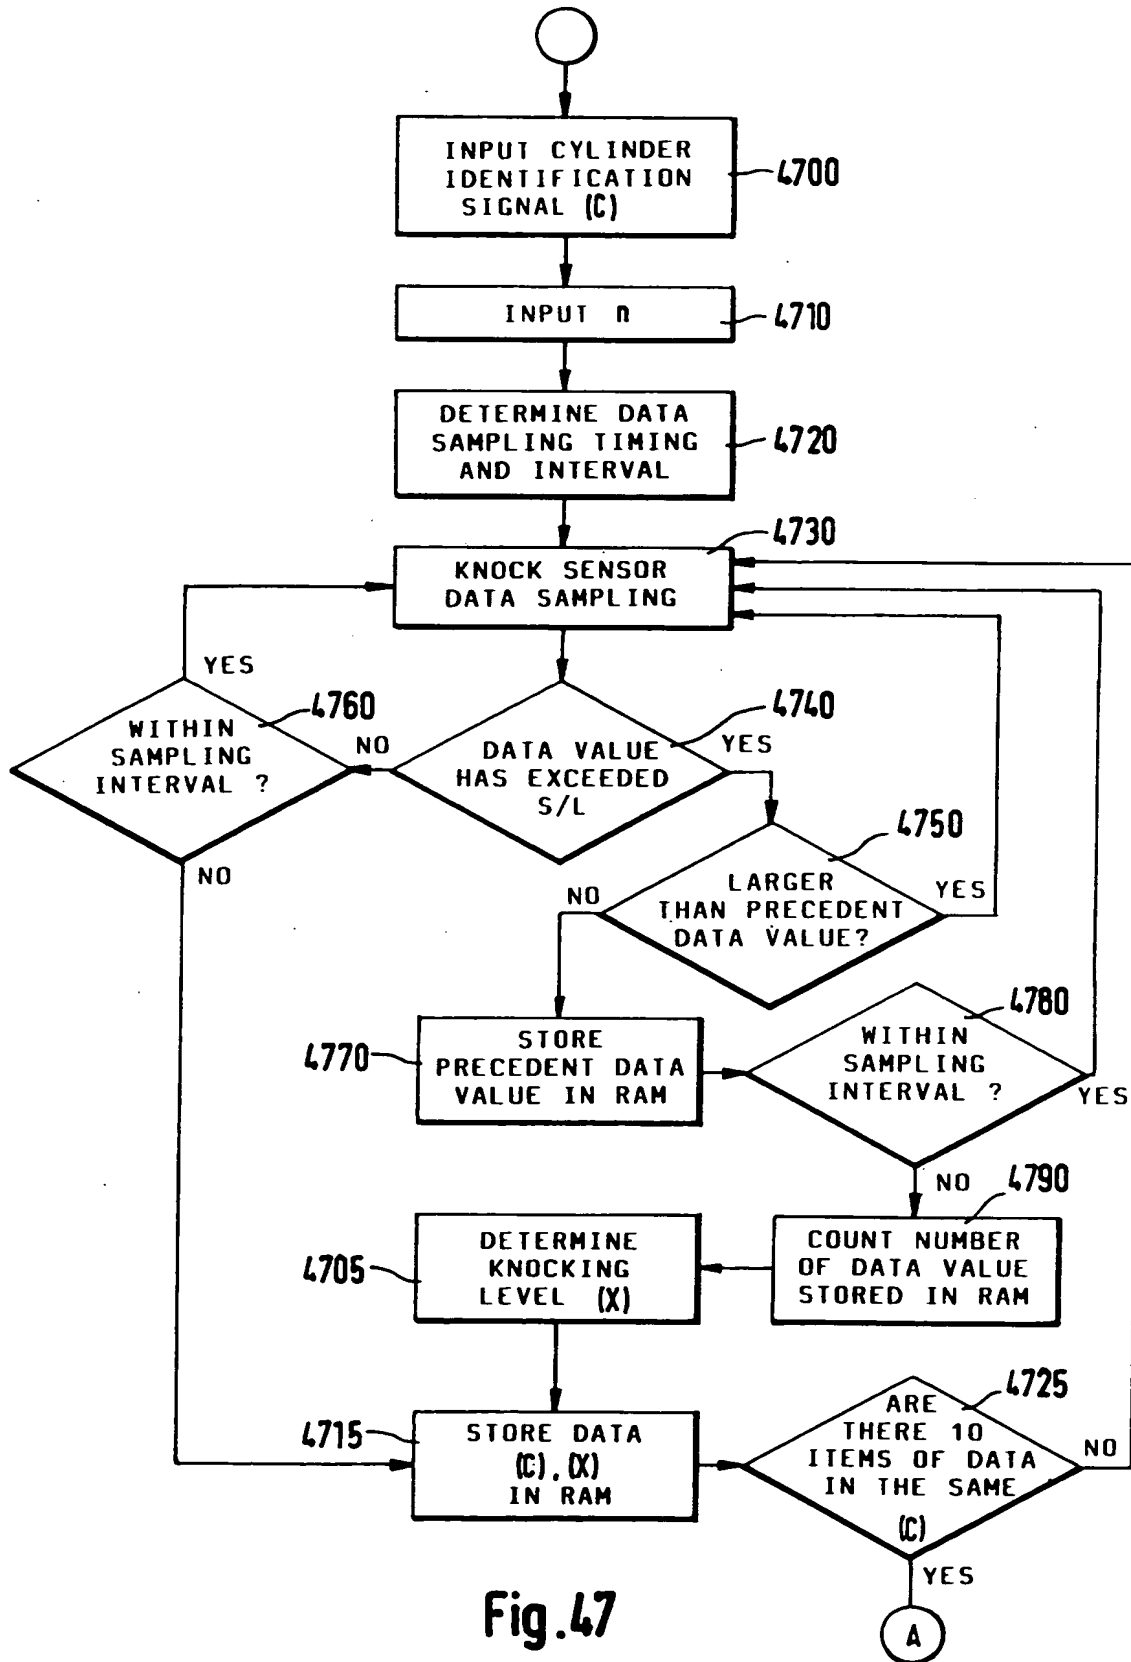 INPUT CYLINDER
IDENTIFICATION
SIGNAL (C)
4700
INPUT n
4710
DETERMINE DATA
SAMPLING TIMING
AND INTERVAL
4720
4730
KNOCK SENSOR
DATA SAMPLING
YES
4760
WITHIN
SAMPLING
INTERVAL ?
NO
NO
4740
DATA VALUE
HAS EXCEEDED
S/L
YES
4750
LARGER
THAN PRECEDENT
DATA VALUE?
NO
YES
4770
STORE
PRECEDENT DATA
VALUE IN RAM
4780
WITHIN
SAMPLING
INTERVAL ?
YES
NO
4790
COUNT NUMBER
OF DATA VALUE
STORED IN RAM
4705
DETERMINE
KNOCKING
LEVEL (X)
4715
STORE DATA
(C), (X)
IN RAM
4725
ARE
THERE 10
ITEMS OF DATA
IN THE SAME
(C)
NO
YES
A
Fig.47